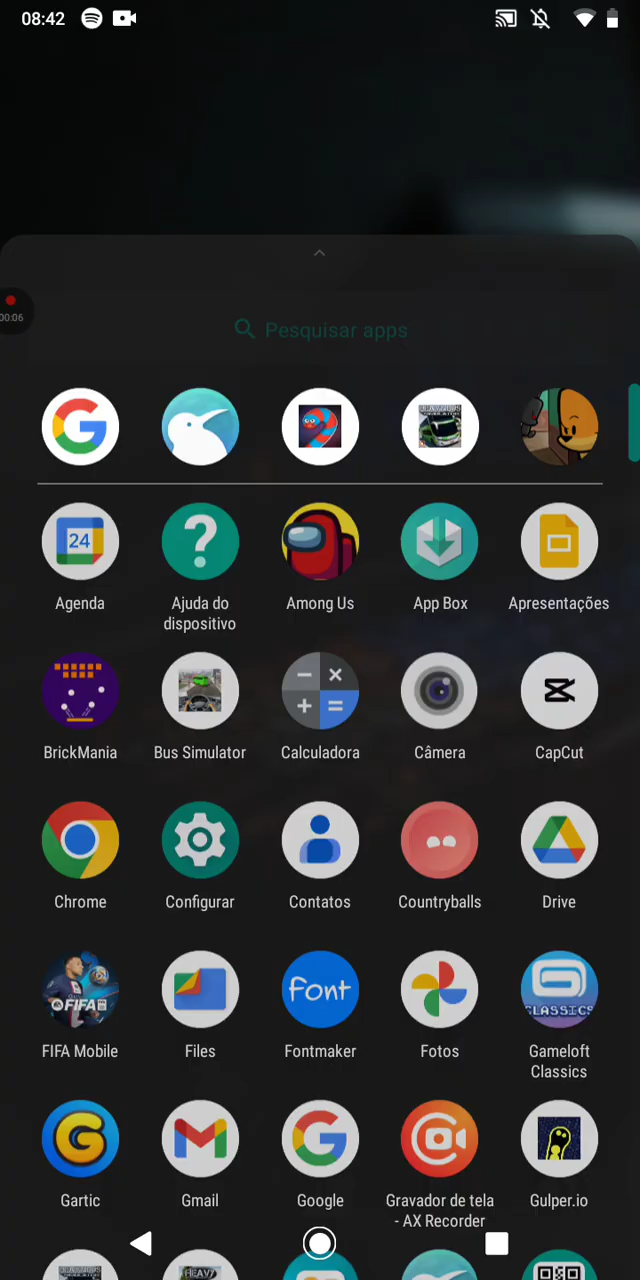 08:42
00:06
Pesquisar apps
24
Agenda
Ajuda do
dispositivo
Among Us
App Box
Apresentações
BrickMania
Bus Simulator
Calculadora
Câmera
CapCut
Chrome
Configurar
Contatos
Countryballs
Drive
FIFA
Font
CLASSICS
FIFA Mobile
Files
Fontmaker
Fotos
Gameloft
Classics
Gartic
Gmail
Google
Gravador de tela
- AX Recorder
Gulper.io
HEAVY